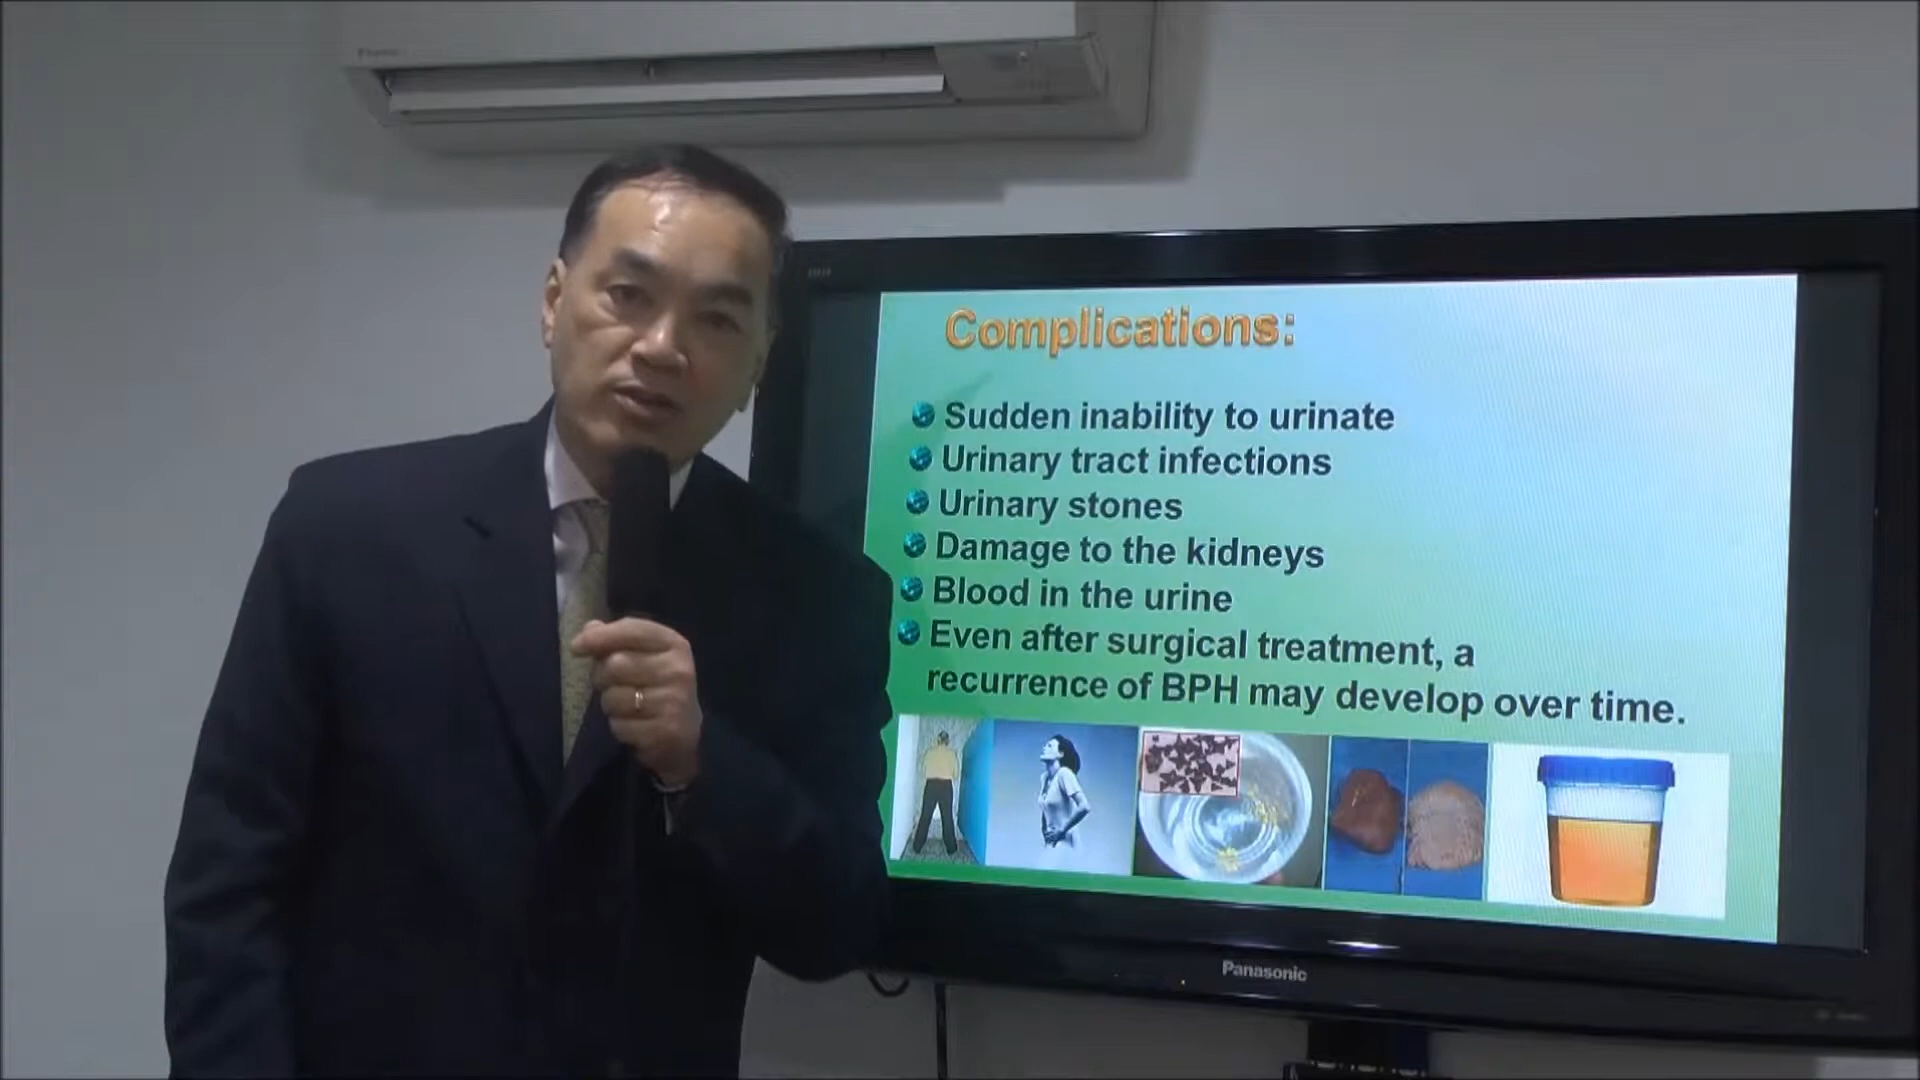 Complications:
Sudden inability to urinate
Urinary tract infections
Urinary stones
Damage to the kidneys
Blood in the urine
Even after surgical treatment, a
recurrence of BPH may develop over time.
Panasonic